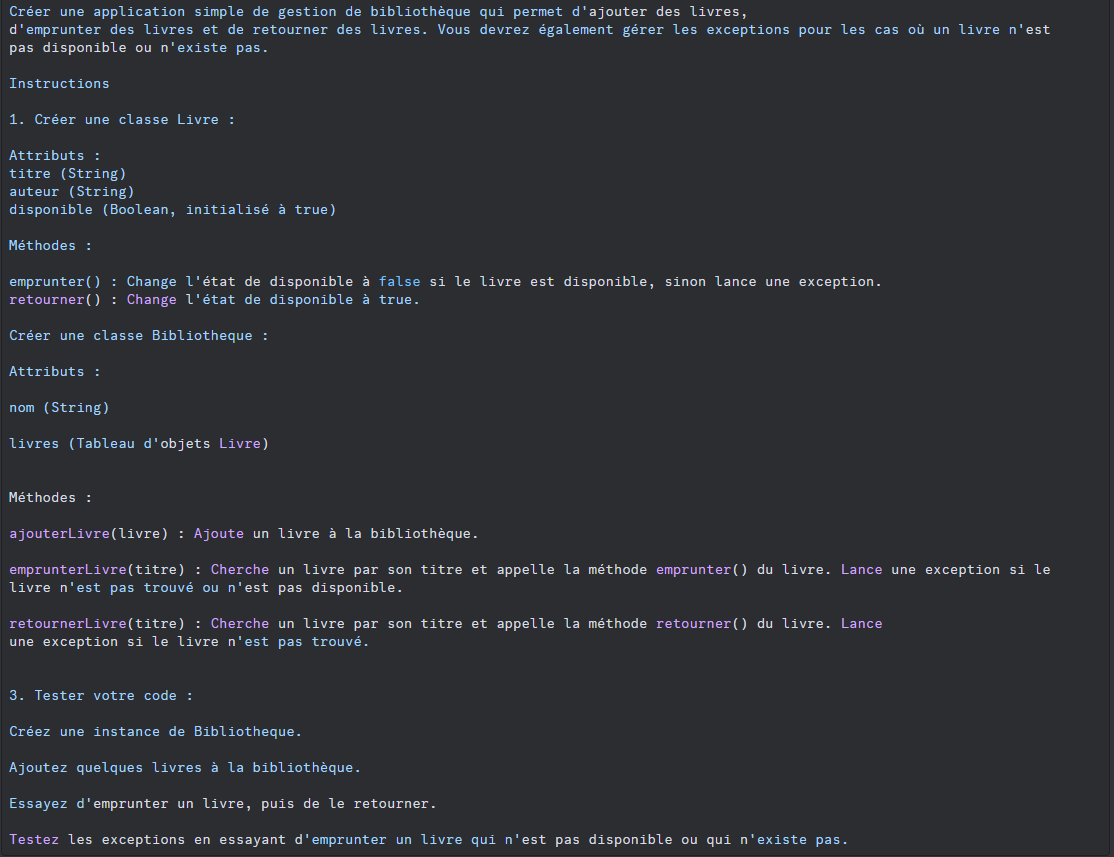 Créer une application simple de gestion de bibliothèque qui permet d'ajouter des livres,
d'emprunter des livres et de retourner des livres. Vous devrez également gérer les exceptions pour les cas où un livre n'est
pas disponible ou n'existe pas.
Instructions
1. Créer une classe Livre :
Attributs :
titre (String)
auteur (String)
disponible (Boolean, initialisé à true)
Méthodes :
emprunter() : Change l'état de disponible à false si le livre est disponible, sinon lance une exception.
retourner() : Change l'état de disponible à true.
Créer une classe Bibliotheque :
Attributs :
nom (String)
livres (Tableau d'objets Livre)
Méthodes :
ajouterLivre(livre) : Ajoute un livre à la bibliothèque.
emprunterLivre(titre) : Cherche un livre par son titre et appelle la méthode emprunter() du livre. Lance une exception si le
livre n'est pas trouvé ou n'est pas disponible.
retournerLivre(titre) : Cherche un livre par son titre et appelle la méthode retourner() du livre. Lance
une exception si le livre n'est pas trouvé.
3. Tester votre code :
Créez une instance de Bibliotheque.
Ajoutez quelques livres à la bibliothèque.
Essayez d'emprunter un livre, puis de le retourner.
Testez les exceptions en essayant d'emprunter un livre qui n'est pas disponible ou qui n'existe pas.